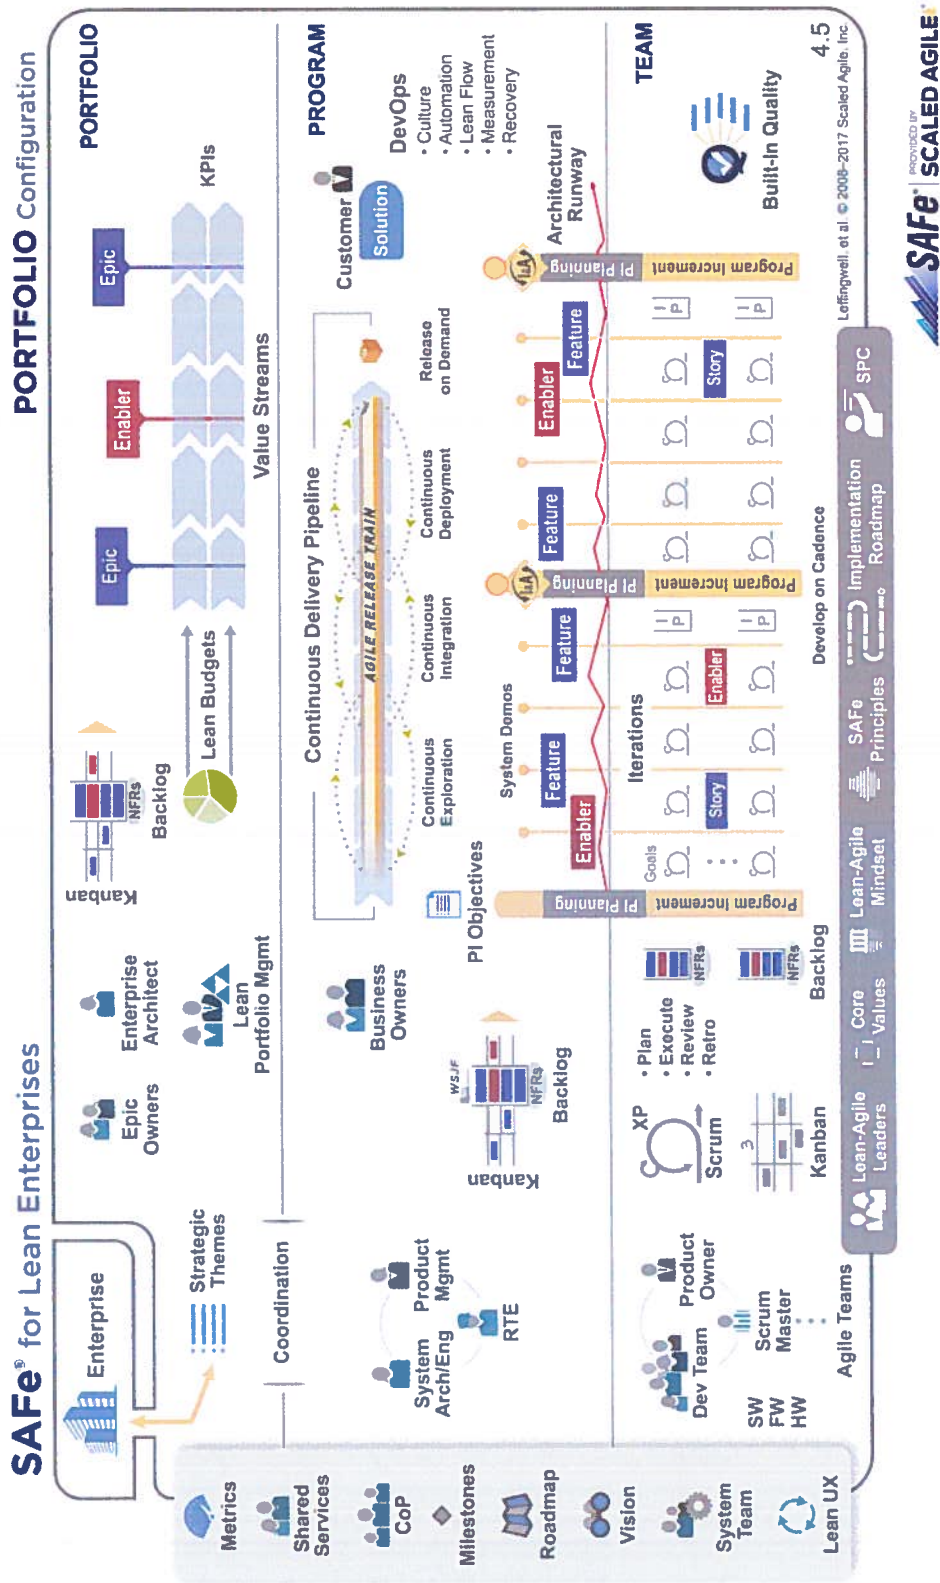 SAFe® for Lean Enterprises
PORTFOLIO Configuration
Enterprise
Strategic
Themes
Epic
Owners
Enterprise
Architect
Lean
Portfolio Mgmt
Kanban
NFRs
Backlog
Lean Budgets
Epic
Enabler
Epic
Value Streams
KPIs
PORTFOLIO
Coordination
Metrics
Shared
Services
CoP
Milestones
Roadmap
Vision
System
Team
Lean UX
System
Arch/Eng
Product
Mgmt
RTE
Business
Owners
Kanban
WSJF
NFRs
Backlog
PI Objectives
Continuous Delivery Pipeline
AGILE RELEASE TRAIN
Continuous
Exploration
Continuous
Integration
Continuous
Deployment
Release
on Demand
Customer
Solution
PROGRAM
DevOps
• Culture
• Automation
• Lean Flow
• Measurement
• Recovery
System Demos
Enabler
Feature
Feature
Feature
Enabler
Feature
Architectural
Runway
PI Planning
Program Increment
I&A
PI Planning
Program Increment
I&A
PI Planning
Program Increment
Dev Team
Product
Owner
Scrum
Master
SW
FW
HW
Agile Teams
XP
Scrum
• Plan
• Execute
• Review
• Retro
3
Kanban
NFRs
NFRs
Backlog
Iterations
Goals
Story
Enabler
Story
I
P
I
P
I
P
I
P
Develop on Cadence
TEAM
Built-In Quality
4.5
Leffingwell, et al. © 2008–2017 Scaled Agile, Inc.
Lean-Agile
Leaders
Core
Values
Lean-Agile
Mindset
SAFe
Principles
Implementation
Roadmap
SPC
SAFe®
PROVIDED BY
SCALED AGILE®